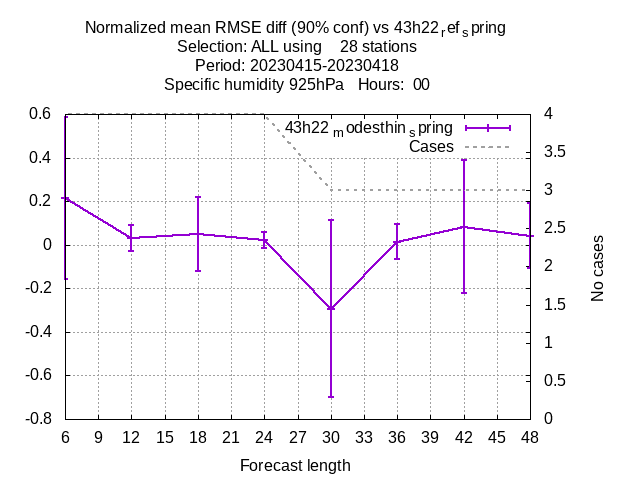 Normalized mean RMSE diff (90% conf) vs 43h22ref spring
Selection: ALL using 28 stations
Period: 20230415-20230418
Specific humidity 925hPa Hours: 00
43h22modesthinspring
Cases
0.6
0.4
0.2
0
-0.2
-0.4
-0.6
-0.8
4
3.5
3
2.5
2
1.5
1
0.5
0
No cases
6 9 12 15 18 21 24 27 30 33 36 39 42 45 48
Forecast length